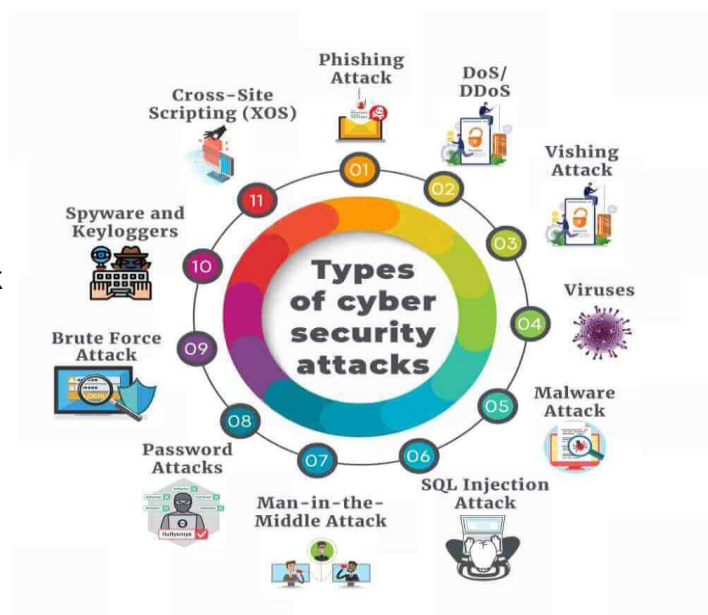 Phishing
Attack
01
DoS/
DDoS
02
Vishing
Attack
03
Viruses
04
Malware
Attack
05
SQL Injection
Attack
06
Man-in-the-
Middle Attack
07
Password
Attacks
08
Brute Force
Attack
09
Spyware and
Keyloggers
10
Cross-Site
Scripting (XOS)
11
Types
of cyber
security
attacks